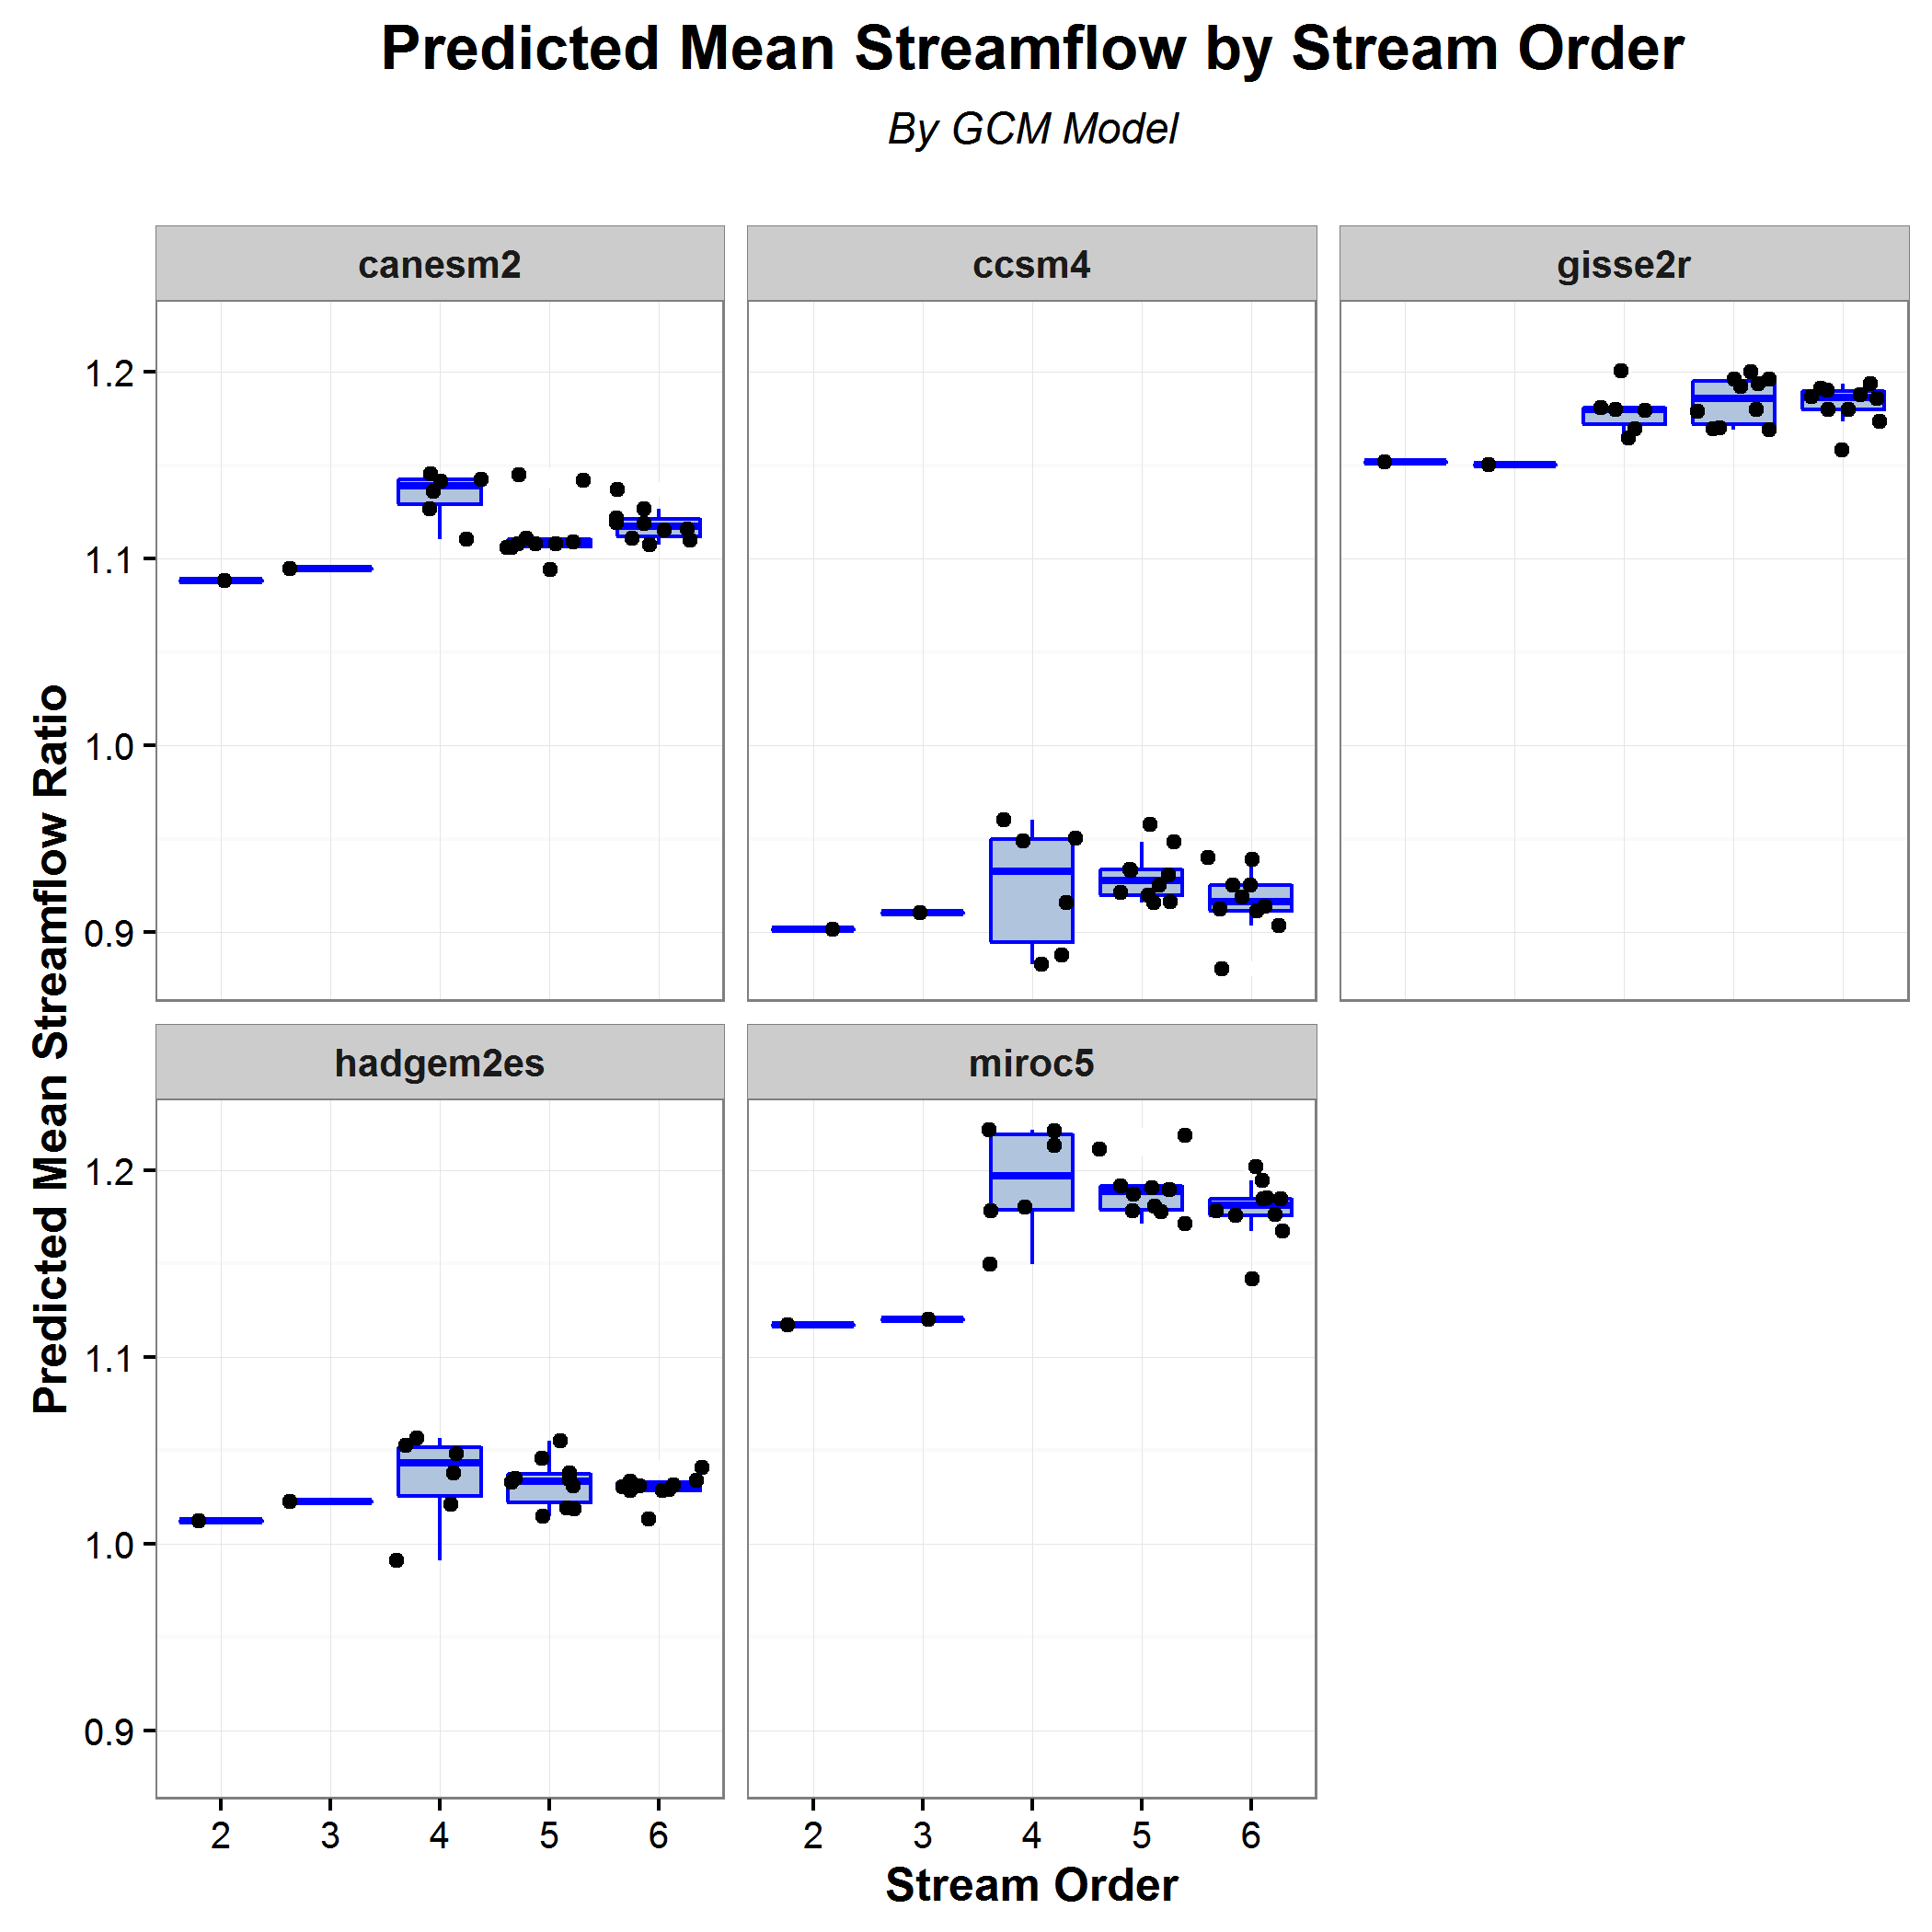 Predicted Mean Streamflow by Stream Order
By GCM Model
canesm2
ccsm4
gisse2r
1.2
1.1
1.0
0.9
Predicted Mean Streamflow Ratio
hadgem2es
miroc5
1.2
1.1
1.0
0.9
2 3 4 5 6
2 3 4 5 6
Stream Order